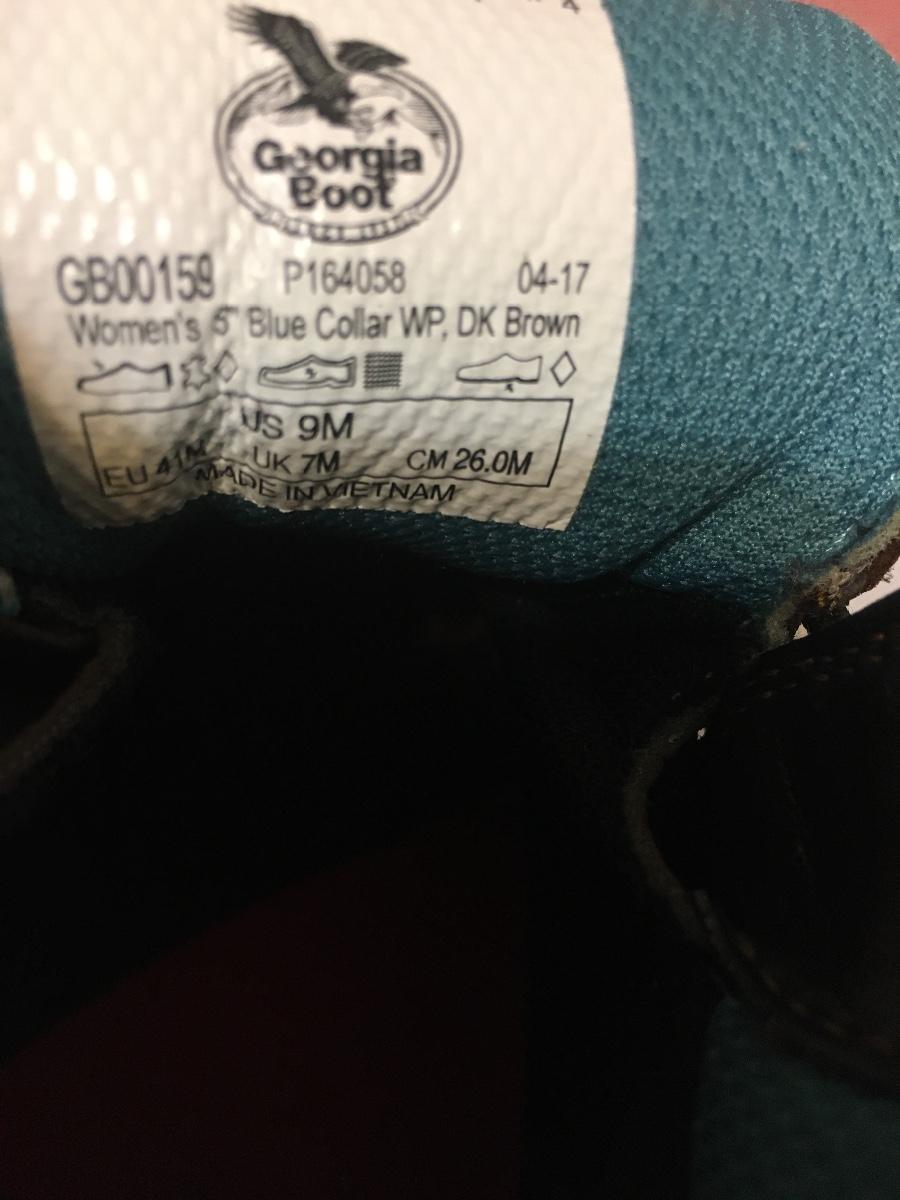 Georgia
Boot
GB00159 P164058 04-17
Women's 5" Blue Collar WP, DK Brown
US 9M
EU 41M UK 7M CM 26.0M
MADE IN VIETNAM